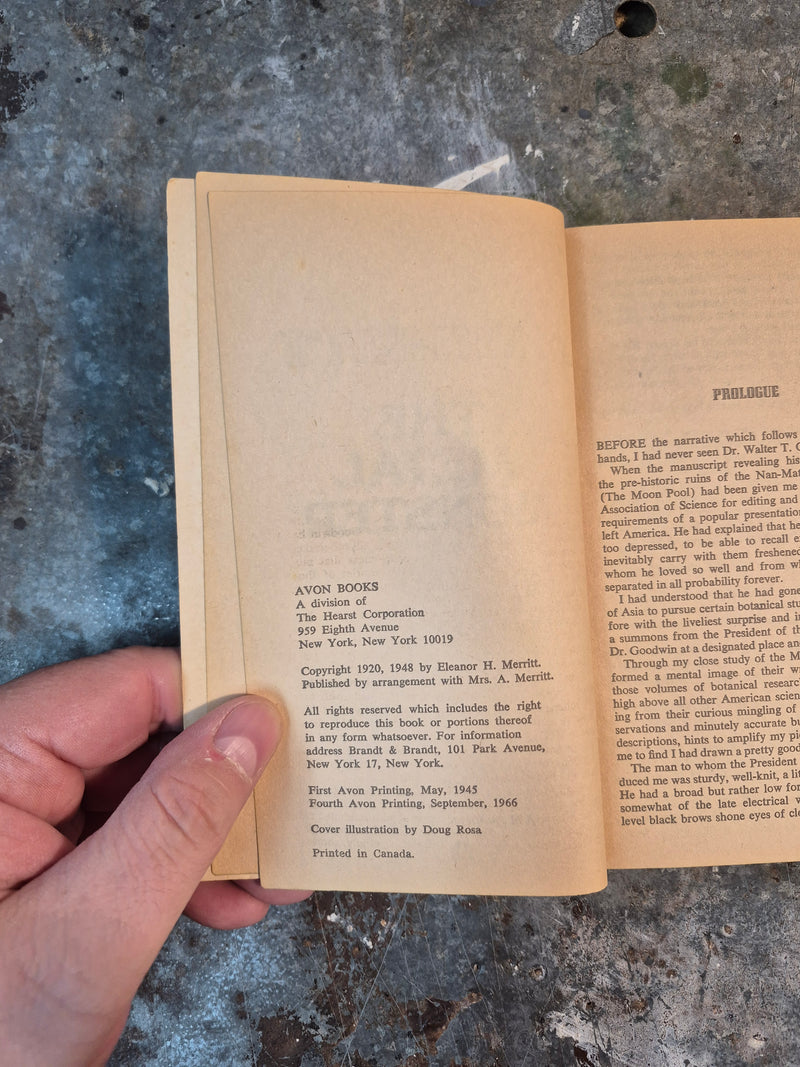 AVON BOOKS
A division of
The Hearst Corporation
959 Eighth Avenue
New York, New York 10019
Copyright 1920, 1948 by Eleanor H. Merritt.
Published by arrangement with Mrs. A. Merritt.
All rights reserved which includes the right
to reproduce this book or portions thereof
in any form whatsoever. For information
address Brandt & Brandt, 101 Park Avenue,
New York 17, New York.
First Avon Printing, May, 1945
Fourth Avon Printing, September, 1966
Cover illustration by Doug Rosa
Printed in Canada.
PROLOGUE
BEFORE the narrative which follows
hands, I had never seen Dr. Walter T.
When the manuscript revealing his
the pre-historic ruins of the Nan-Mat
(The Moon Pool) had been given me
Association of Science for editing and
requirements of a popular presentation
left America. He had explained that he
too depressed, to be able to recall
inevitably carry with them freshened
whom he loved so well and from
separated in all probability forever.
I had understood that he had gone
of Asia to pursue certain botanical
fore with the liveliest surprise and
a summons from the President of
Dr. Goodwin at a designated place
Through my close study of the
formed a mental image of their
those volumes of botanical research
high above all other American
ing from their curious mingling of
servations and minutely accurate
descriptions, hints to amplify my
me to find I had drawn a pretty good
The man to whom the President
duced me was sturdy, well-knit, a
He had a broad but rather low
somewhat of the late electrical
level black brows shone eyes of